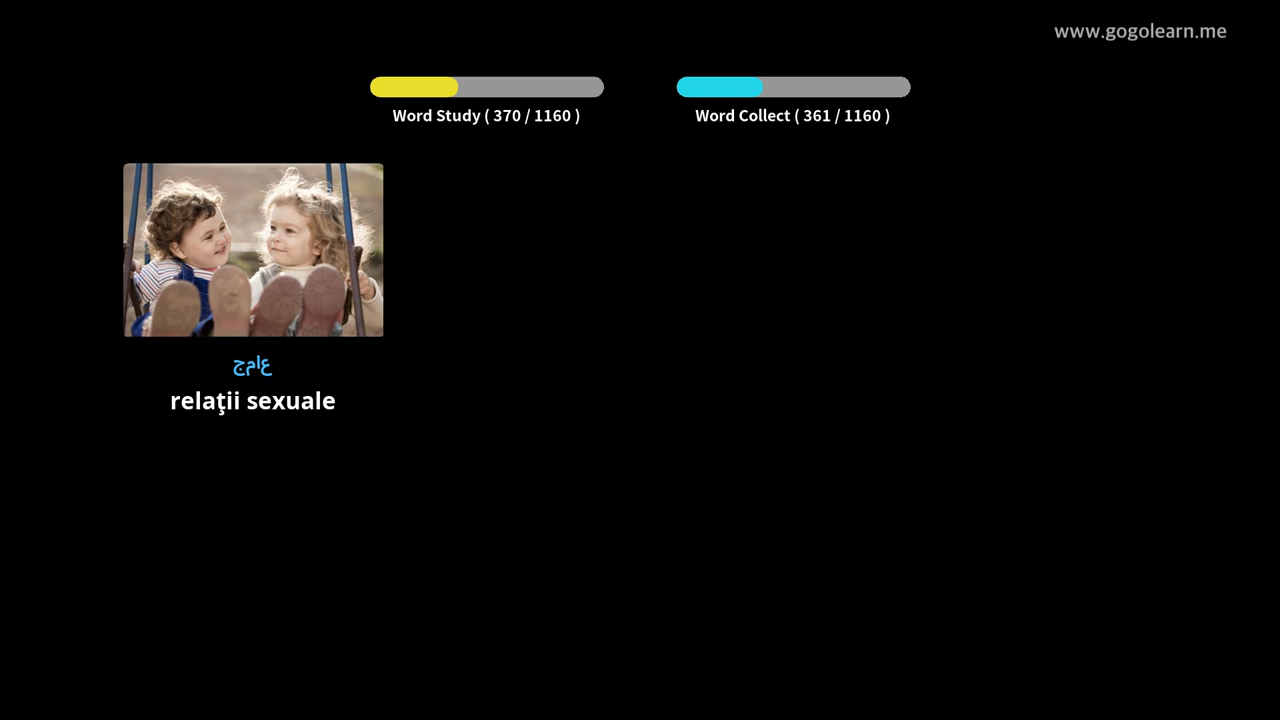 www.gogolearn.me
Word Study ( 370 / 1160 )
Word Collect ( 361 / 1160 )
جماع
relaţii sexuale